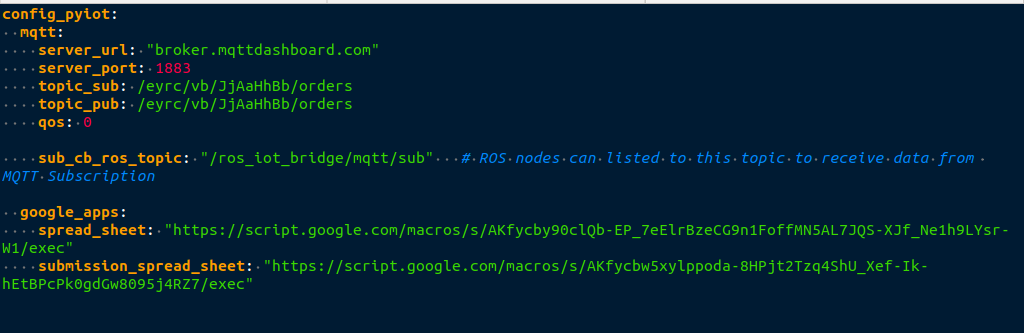 config_pyiot:
mqtt:
server_url: "broker.mqttdashboard.com"
server_port: 1883
topic_sub: /eyrc/vb/JjAaHhBb/orders
topic_pub: /eyrc/vb/JjAaHhBb/orders
qos: 0
sub_cb_ros_topic: "/ros_iot_bridge/mqtt/sub" # ROS nodes can listed to this topic to receive data from
MQTT Subscription
google_apps:
spread_sheet: "https://script.google.com/macros/s/AKfycby90clQb-EP_7eElrBzeCG9n1FoffMN5AL7JQS-XJf_Ne1h9LYsr-
W1/exec"
submission_spread_sheet: "https://script.google.com/macros/s/AKfycbw5xylppoda-8HPjt2Tzq4ShU_Xef-Ik-
hEtBPcPk0gdGw8095j4RZ7/exec"